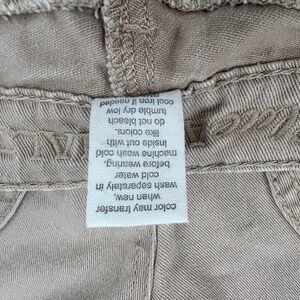 color may transfer
when new,
wash separately in
cold water
before wearing.
machine wash cold
inside out with
like colors.
do not bleach
tumble dry low
cool iron if needed